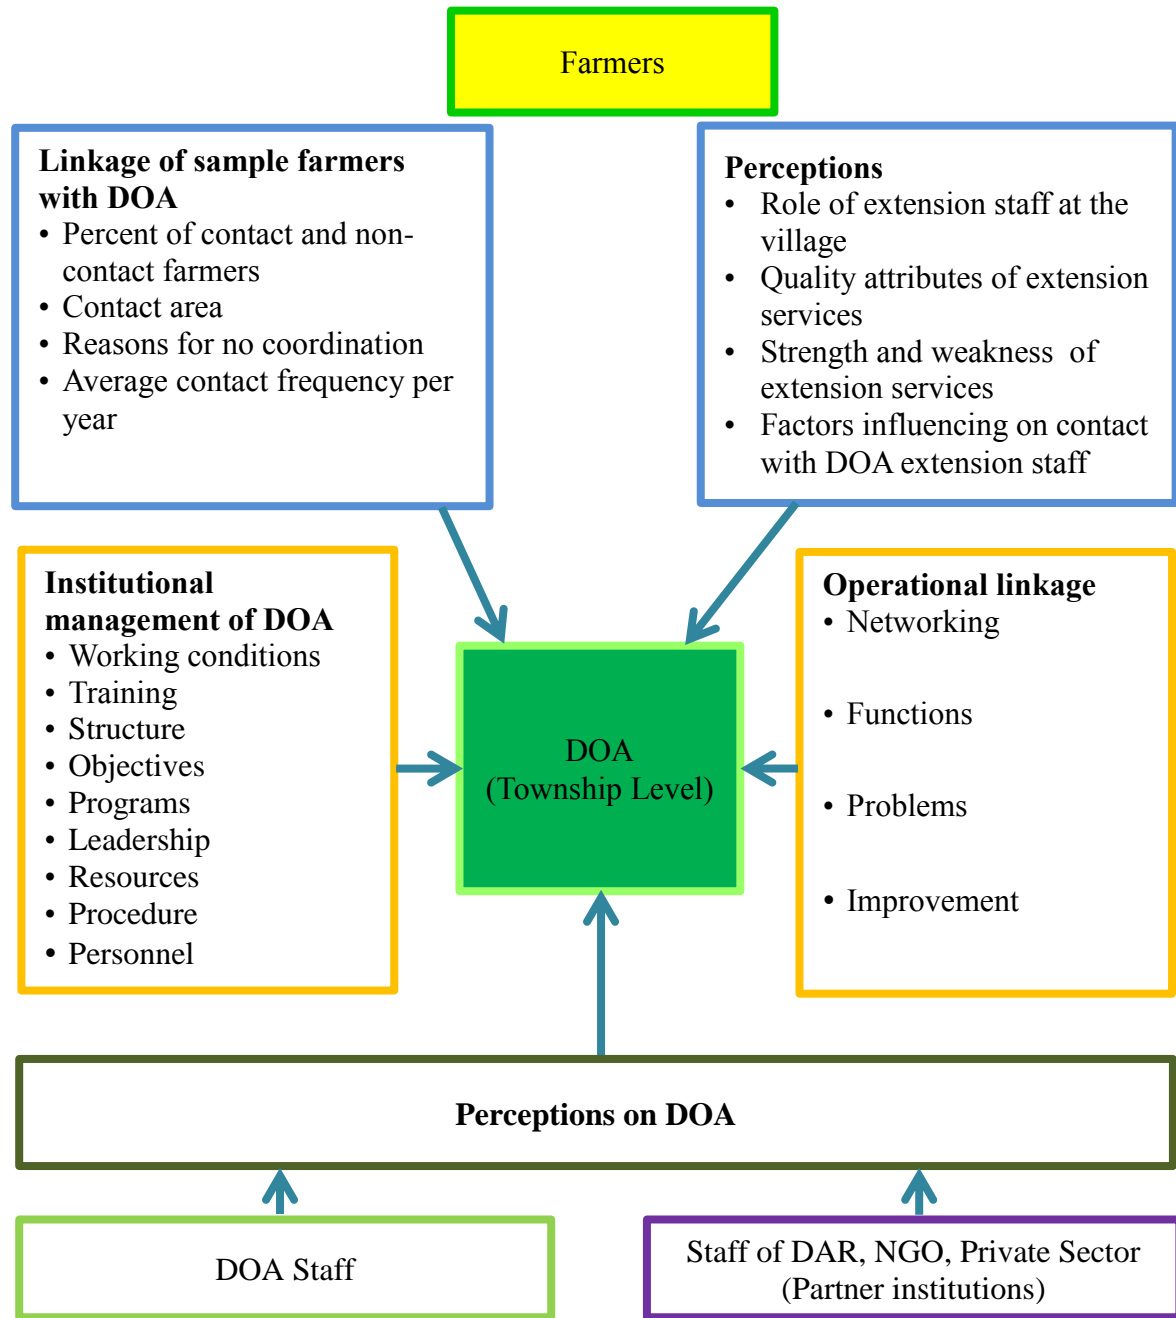 Farmers
Linkage of sample farmers
with DOA
• Percent of contact and non-
contact farmers
• Contact area
• Reasons for no coordination
• Average contact frequency per
year
Perceptions
• Role of extension staff at the
village
• Quality attributes of extension
services
• Strength and weakness of
extension services
• Factors influencing on contact
with DOA extension staff
Institutional
management of DOA
• Working conditions
• Training
• Structure
• Objectives
• Programs
• Leadership
• Resources
• Procedure
• Personnel
DOA
(Township Level)
Operational linkage
• Networking
• Functions
• Problems
• Improvement
Perceptions on DOA
DOA Staff
Staff of DAR, NGO, Private Sector
(Partner institutions)